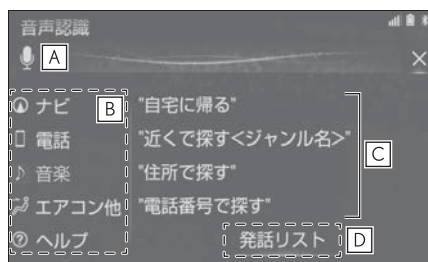 音声認識
A
ナビ B "自宅に帰る"
電話 "近くで探す<ジャンル名>" C
音楽 "住所で探す"
エアコン他 "電話番号で探す"
ヘルプ 発話リスト D